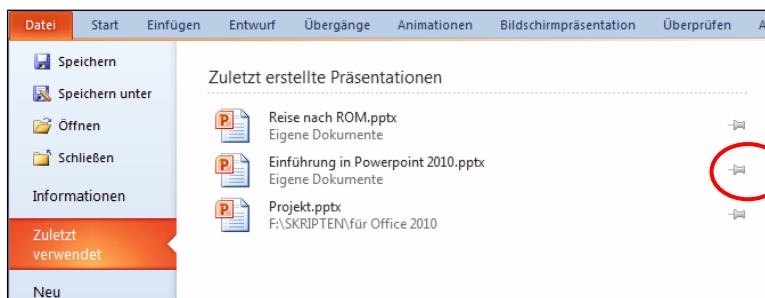 Datei Start Einfügen Entwurf Übergänge Animationen Bildschirmpräsentation Überprüfen
Speichern
Speichern unter
Öffnen
Schließen
Informationen
Zuletzt
verwendet
Neu
Zuletzt erstellte Präsentationen
Reise nach ROM.pptx
Eigene Dokumente
Einführung in Powerpoint 2010.pptx
Eigene Dokumente
Projekt.pptx
F:\SKRIPTEN\für Office 2010